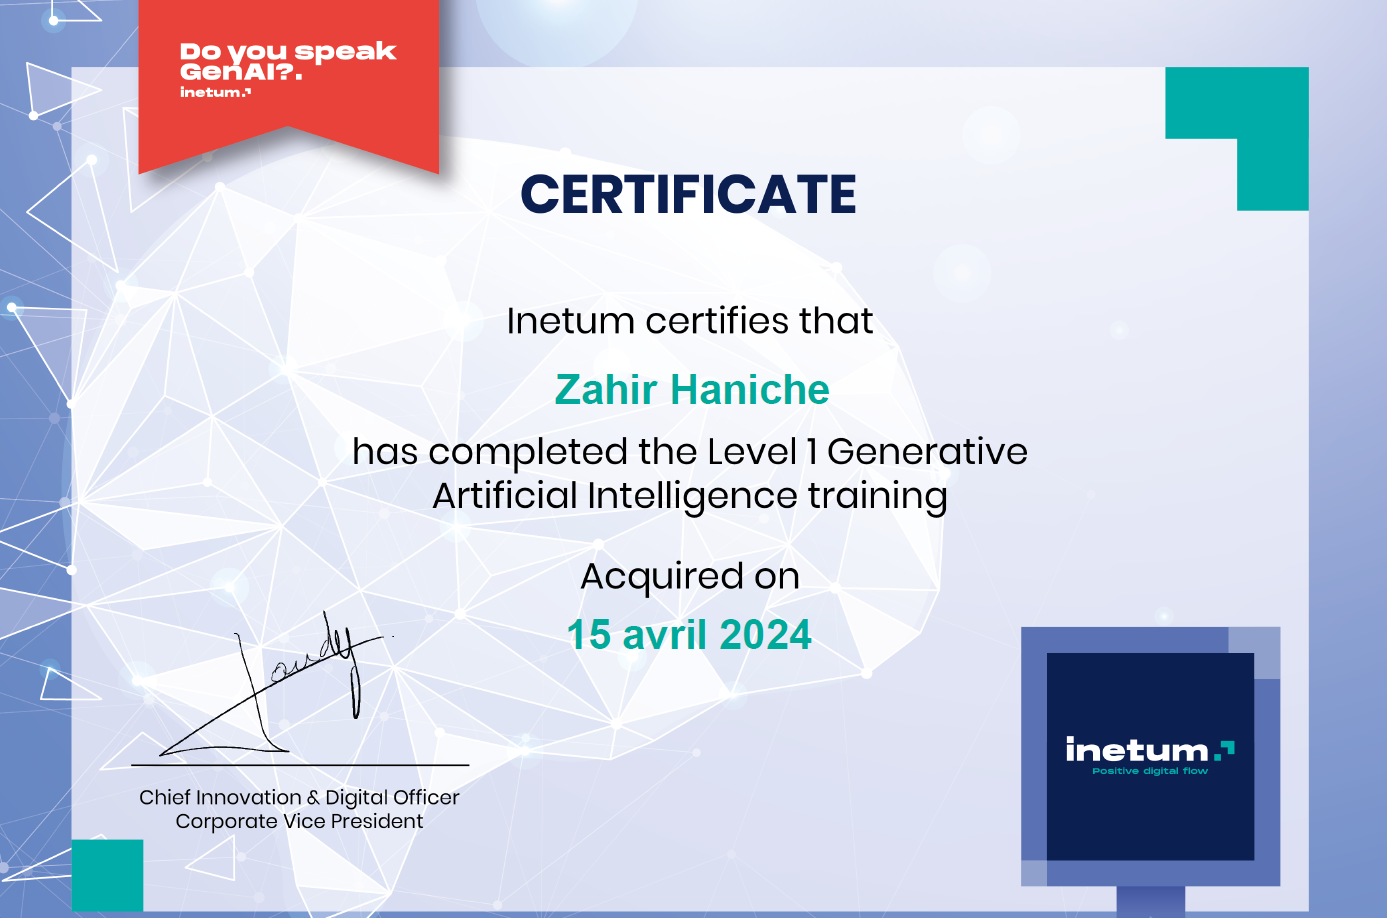 Do you speak
GenAI?.
inetum.
CERTIFICATE
Inetum certifies that
Zahir Haniche
has completed the Level 1 Generative
Artificial Intelligence training
Acquired on
15 avril 2024
Chief Innovation & Digital Officer
Corporate Vice President
inetum.
Positive digital flow